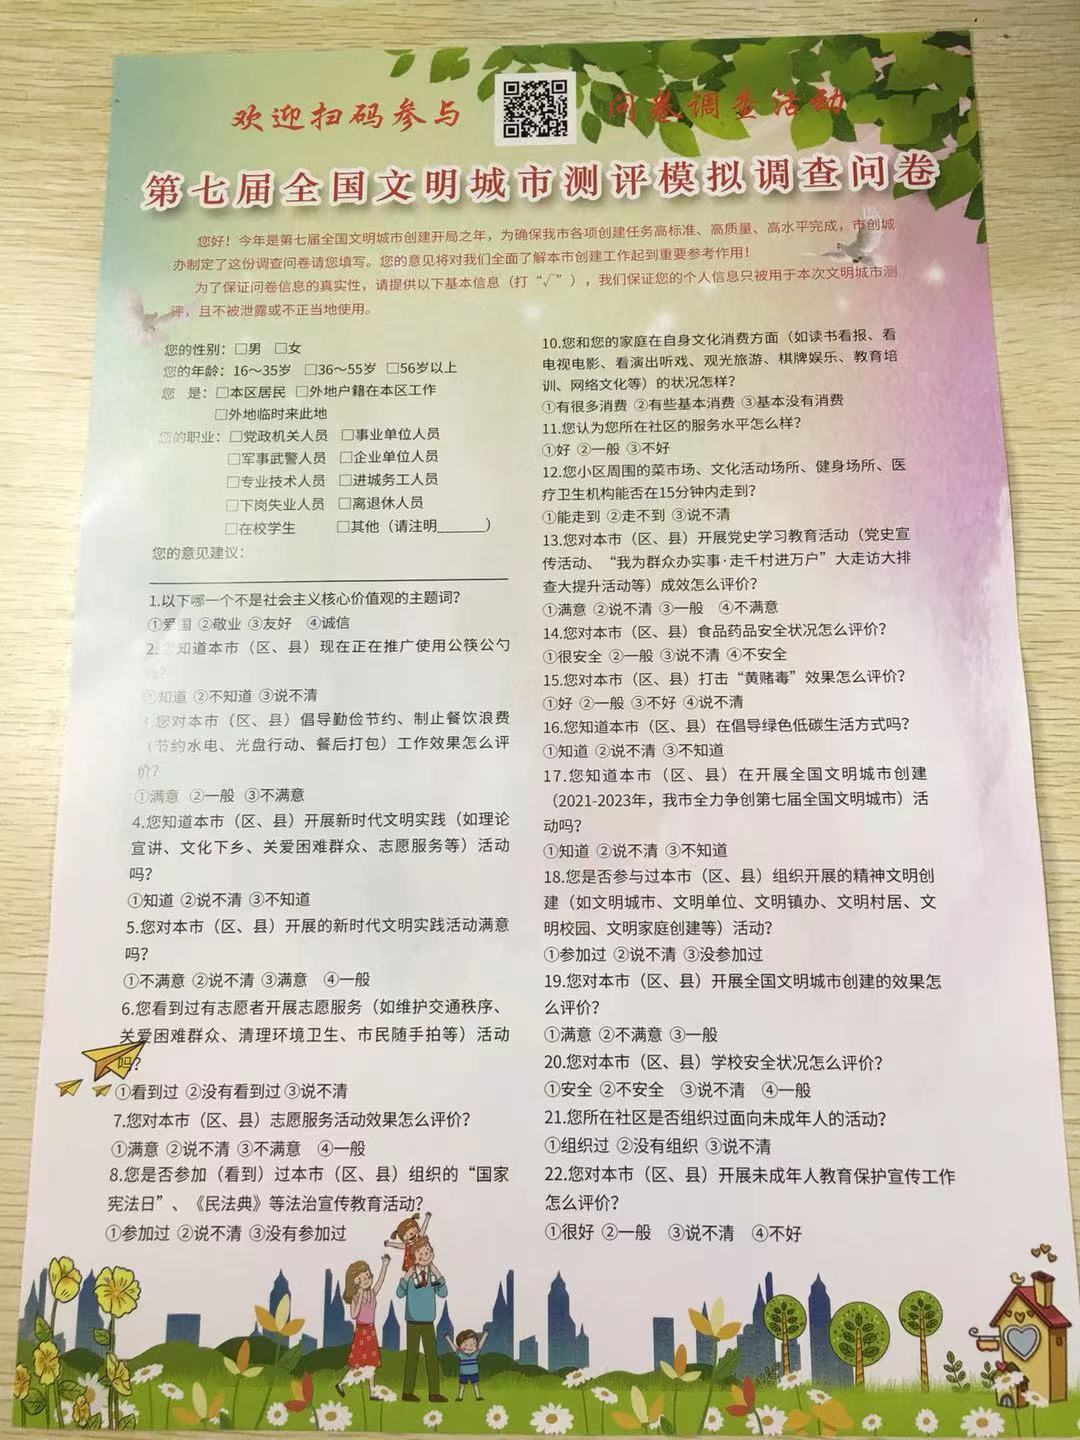 欢迎扫码参与 问卷调查活动
第七届全国文明城市测评模拟调查问卷
您好！今年是第七届全国文明城市创建开局之年，为确保我市各项创建任务高标准、高质量、高水平完成，市创城
办制定了这份调查问卷请您填写。您的意见将对我们全面了解本市创建工作起到重要参考作用！
为了保证问卷信息的真实性，请提供以下基本信息（打“√”），我们保证您的个人信息只被用于本次文明城市测
评，且不被泄露或不正当地使用。
您的性别：□男 □女
您的年龄：16～35岁 □36～55岁 □56岁以上
您 是：□本区居民 □外地户籍在本区工作
□外地临时来此地
您的职业：□党政机关人员 □事业单位人员
□军事武警人员 □企业单位人员
□专业技术人员 □进城务工人员
□下岗失业人员 □离退休人员
□在校学生 □其他（请注明______）
您的意见建议：
1.以下哪一个不是社会主义核心价值观的主题词？
①爱国 ②敬业 ③友好 ④诚信
2.知道本市（区、县）现在正在推广使用公筷公勺
？
①知道 ②不知道 ③说不清
3.您对本市（区、县）倡导勤俭节约、制止餐饮浪费
（节约水电、光盘行动、餐后打包）工作效果怎么评
价？
①满意 ②一般 ③不满意
4.您知道本市（区、县）开展新时代文明实践（如理论
宣讲、文化下乡、关爱困难群众、志愿服务等）活动
吗？
①知道 ②说不清 ③不知道
5.您对本市（区、县）开展的新时代文明实践活动满意
吗？
①不满意 ②说不清 ③满意 ④一般
6.您看到过有志愿者开展志愿服务（如维护交通秩序、
关爱困难群众、清理环境卫生、市民随手拍等）活动
吗？
①看到过 ②没有看到过 ③说不清
7.您对本市（区、县）志愿服务活动效果怎么评价？
①满意 ②说不清 ③不满意 ④一般
8.您是否参加（看到）过本市（区、县）组织的“国家
宪法日”、《民法典》等法治宣传教育活动？
①参加过 ②说不清 ③没有参加过
10.您和您的家庭在自身文化消费方面（如读书看报、看
电视电影、看演出听戏、观光旅游、棋牌娱乐、教育培
训、网络文化等）的状况怎样？
①有很多消费 ②有些基本消费 ③基本没有消费
11.您认为您所在社区的服务水平怎么样？
①好 ②一般 ③不好
12.您小区周围的菜市场、文化活动场所、健身场所、医
疗卫生机构能否在15分钟内走到？
①能走到 ②走不到 ③说不清
13.您对本市（区、县）开展党史学习教育活动（党史宣
传活动、“我为群众办实事·走千村进万户”大走访大排
查大提升活动等）成效怎么评价？
①满意 ②说不清 ③一般 ④不满意
14.您对本市（区、县）食品药品安全状况怎么评价？
①很安全 ②一般 ③说不清 ④不安全
15.您对本市（区、县）打击“黄赌毒”效果怎么评价？
①好 ②一般 ③不好 ④说不清
16.您知道本市（区、县）在倡导绿色低碳生活方式吗？
①知道 ②说不清 ③不知道
17.您知道本市（区、县）在开展全国文明城市创建
（2021-2023年，我市全力争创第七届全国文明城市）活
动吗？
①知道 ②说不清 ③不知道
18.您是否参与过本市（区、县）组织开展的精神文明创
建（如文明城市、文明单位、文明镇办、文明村居、文
明校园、文明家庭创建等）活动？
①参加过 ②说不清 ③没参加过
19.您对本市（区、县）开展全国文明城市创建的效果怎
么评价？
①满意 ②不满意 ③一般
20.您对本市（区、县）学校安全状况怎么评价？
①安全 ②不安全 ③说不清 ④一般
21.您所在社区是否组织过面向未成年人的活动？
①组织过 ②没有组织 ③说不清
22.您对本市（区、县）开展未成年人教育保护宣传工作
怎么评价？
①很好 ②一般 ③说不清 ④不好